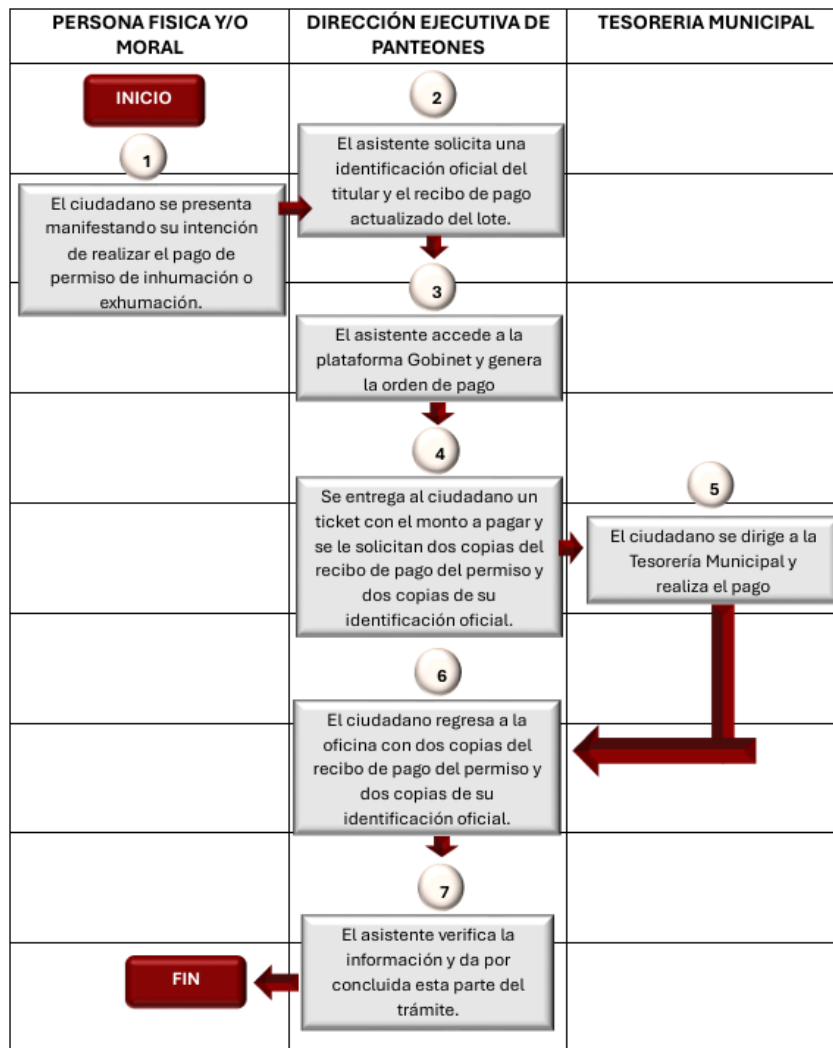 PERSONA FISICA Y/O
MORAL
DIRECCIÓN EJECUTIVA DE
PANTEONES
TESORERIA MUNICIPAL
INICIO
1
El ciudadano se presenta
manifestando su intención
de realizar el pago de
permiso de inhumación o
exhumación.
2
El asistente solicita una
identificación oficial del
titular y el recibo de pago
actualizado del lote.
3
El asistente accede a la
plataforma Gobinet y genera
la orden de pago
4
Se entrega al ciudadano un
ticket con el monto a pagar y
se le solicitan dos copias del
recibo de pago del permiso y
dos copias de su
identificación oficial.
5
El ciudadano se dirige a la
Tesorería Municipal y
realiza el pago
6
El ciudadano regresa a la
oficina con dos copias del
recibo de pago del permiso y
dos copias de su
identificación oficial.
7
El asistente verifica la
información y da por
concluida esta parte del
trámite.
FIN